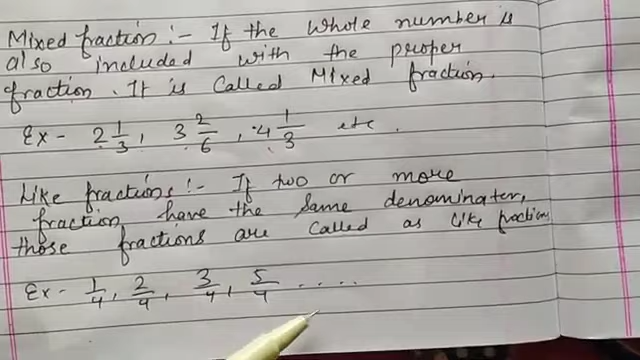 Mixed fraction :- If the whole number is
also included with the proper
fraction. It is called Mixed fraction.
Ex - 2 1/3, 3 2/6, 4 1/3 etc.
Like fractions :- If two or more
fraction have the same denominater,
those fractions are called as like fractions
Ex - 1/4, 2/4, 3/4, 5/4 .....